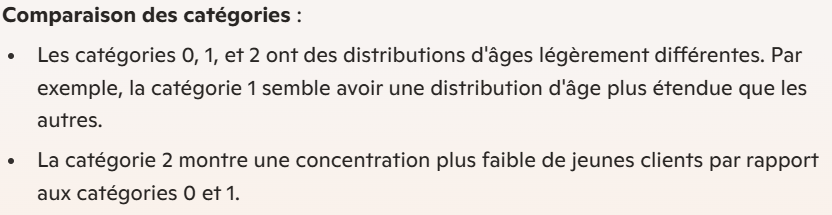 Comparaison des catégories :
• Les catégories 0, 1, et 2 ont des distributions d'âges légèrement différentes. Par
exemple, la catégorie 1 semble avoir une distribution d'âge plus étendue que les
autres.
• La catégorie 2 montre une concentration plus faible de jeunes clients par rapport
aux catégories 0 et 1.